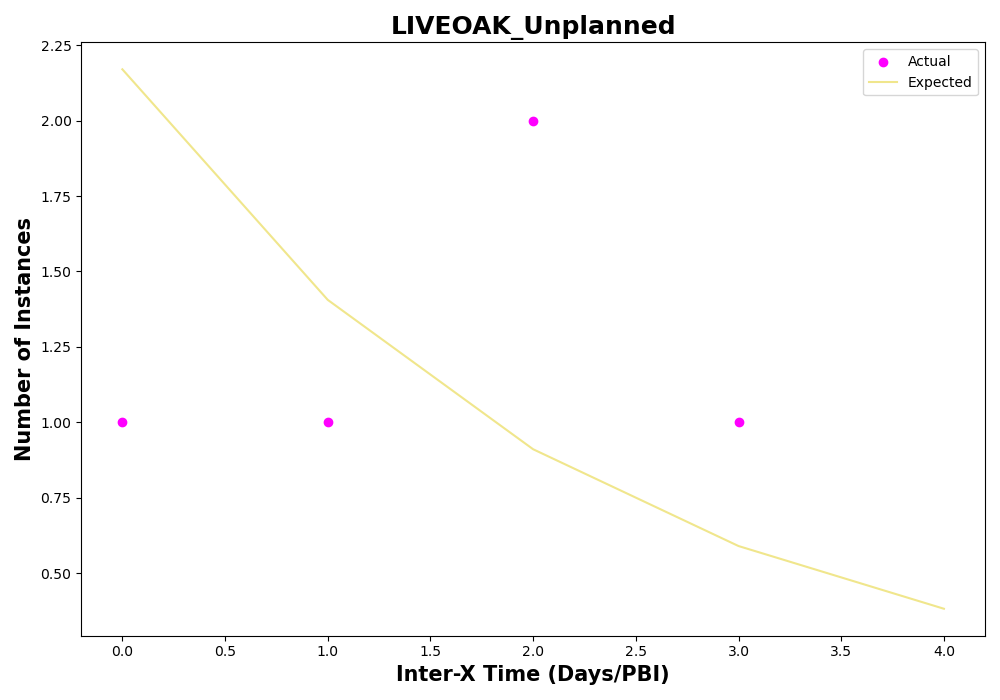 LIVEOAK_Unplanned
2.25
2.00
1.75
1.50
1.25
1.00
0.75
0.50
Number of Instances
Actual
Expected
0.0 0.5 1.0 1.5 2.0 2.5 3.0 3.5 4.0
Inter-X Time (Days/PBI)